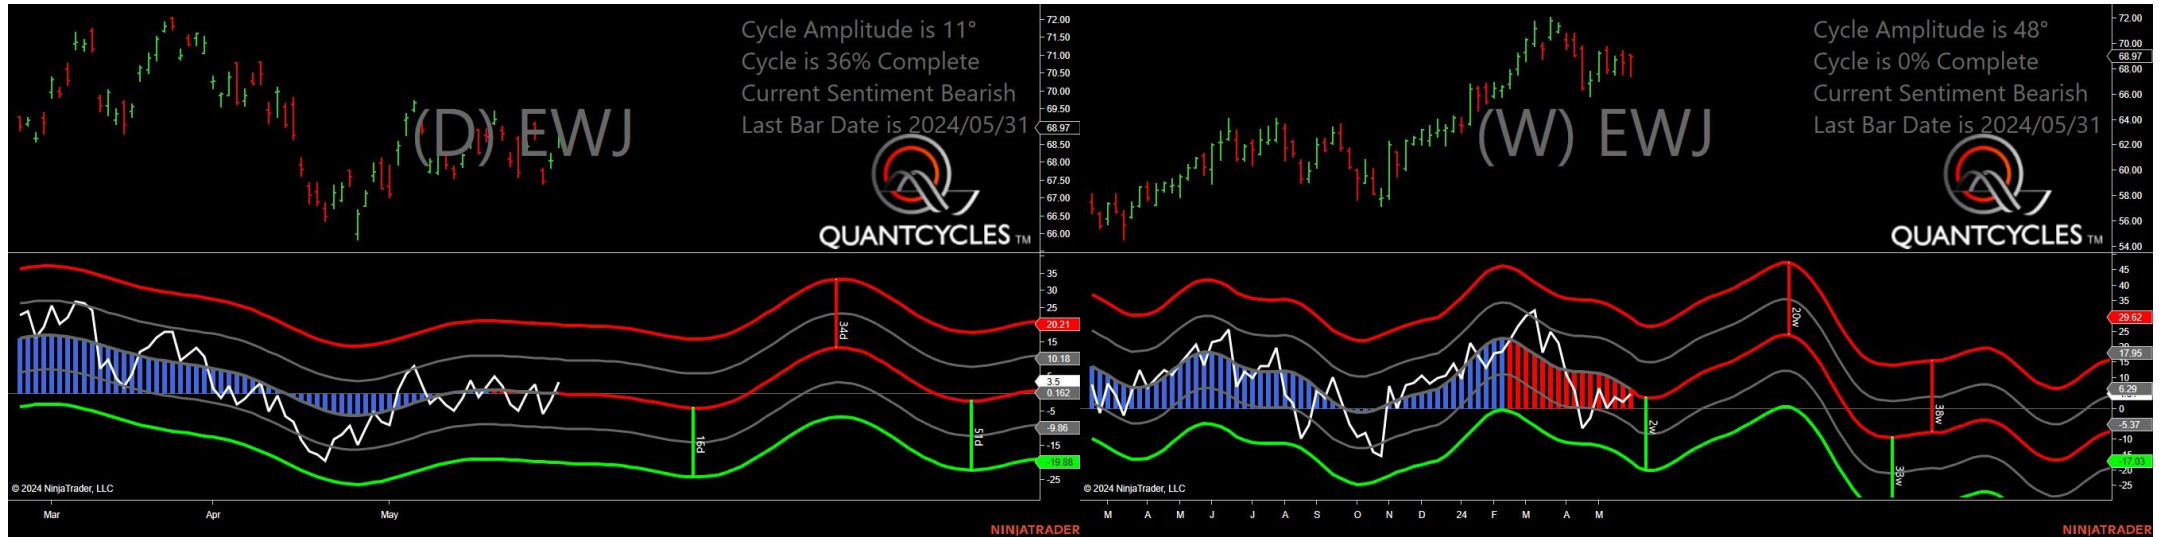 Cycle Amplitude is 11°
Cycle is 36% Complete
Current Sentiment Bearish
Last Bar Date is 2024/05/31
(D) EWJ
QUANTCYCLES TM
72.00
71.50
71.00
70.50
70.00
69.50
68.97
68.50
68.00
67.50
67.00
66.50
66.00
35
30
25
20.21
15
10.18
3.5
0.162
-5
-9.86
-15
-19.88
-25
34d
16d
51d
© 2024 NinjaTrader, LLC
Mar Apr May
NINJATRADER
Cycle Amplitude is 48°
Cycle is 0% Complete
Current Sentiment Bearish
Last Bar Date is 2024/05/31
(W) EWJ
QUANTCYCLES TM
72.00
70.00
68.97
68.00
66.00
64.00
62.00
60.00
58.00
56.00
54.00
45
40
35
29.62
25
17.95
15
10
6.29
0
-5.37
-10
-17.03
-20
-25
20w
2w
38w
33w
© 2024 NinjaTrader, LLC
M A M J J A S O N D 24 F M A M
NINJATRADER